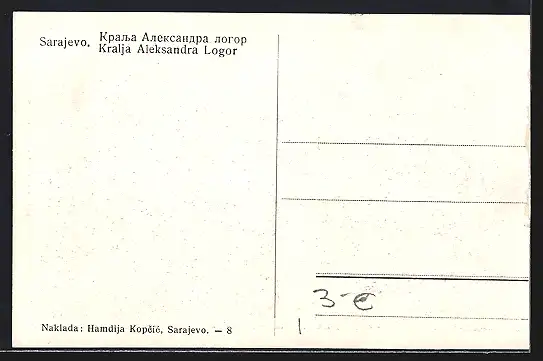 Sarajevo.
Краља Александра логор
Kralja Aleksandra Logor
3-€
Naklada: Hamdija Kopčić, Sarajevo. — 8